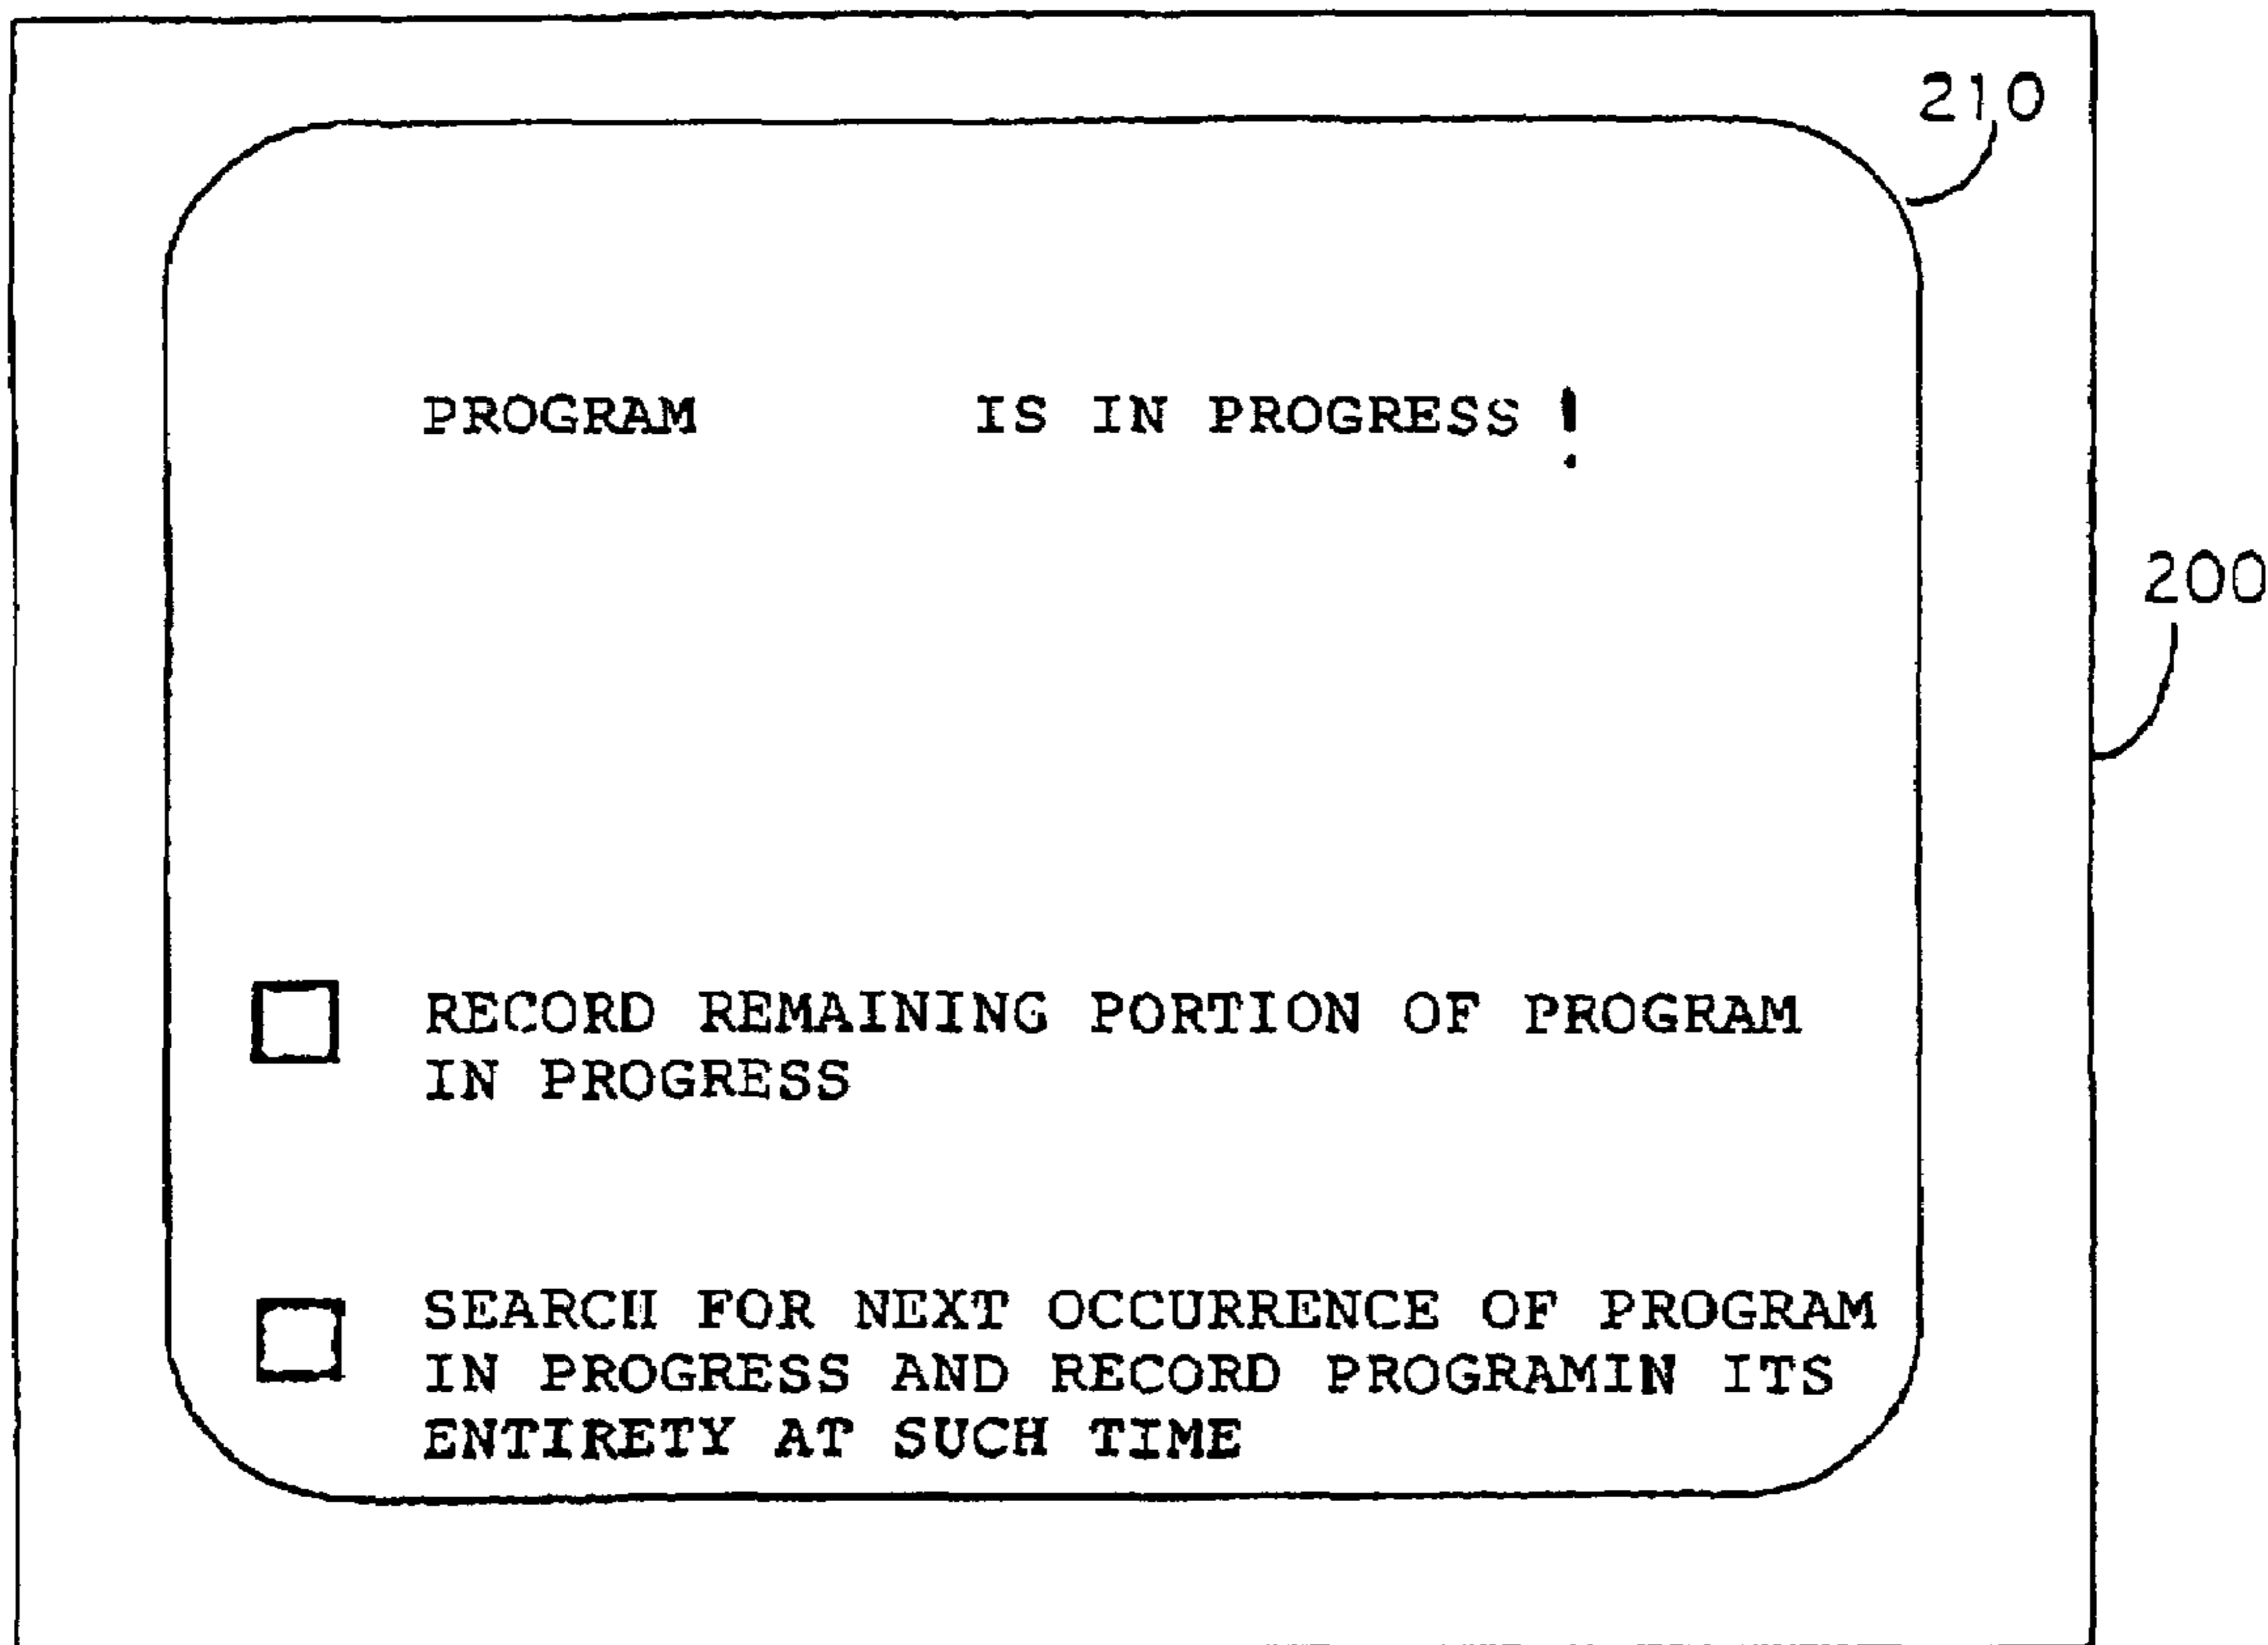 210
PROGRAM IS IN PROGRESS !
200
RECORD REMAINING PORTION OF PROGRAM
IN PROGRESS
SEARCH FOR NEXT OCCURRENCE OF PROGRAM
IN PROGRESS AND RECORD PROGRAMIN ITS
ENTIRETY AT SUCH TIME